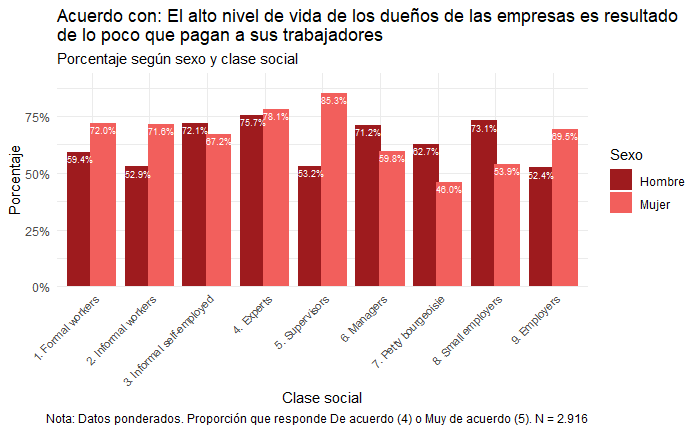 Acuerdo con: El alto nivel de vida de los dueños de las empresas es resultado
de lo poco que pagan a sus trabajadores
Porcentaje según sexo y clase social
Porcentaje
75%
50%
25%
0%
59.4%
72.0%
52.9%
71.6%
72.1%
67.2%
75.7%
78.1%
53.2%
85.3%
71.2%
59.8%
62.7%
46.0%
73.1%
53.9%
52.4%
69.5%
Sexo
Hombre
Mujer
1. Formal workers
2. Informal workers
3. Informal self-employed
4. Experts
5. Supervisors
6. Managers
7. Petty bourgeoisie
8. Small employers
9. Employers
Clase social
Nota: Datos ponderados. Proporción que responde De acuerdo (4) o Muy de acuerdo (5). N = 2.916